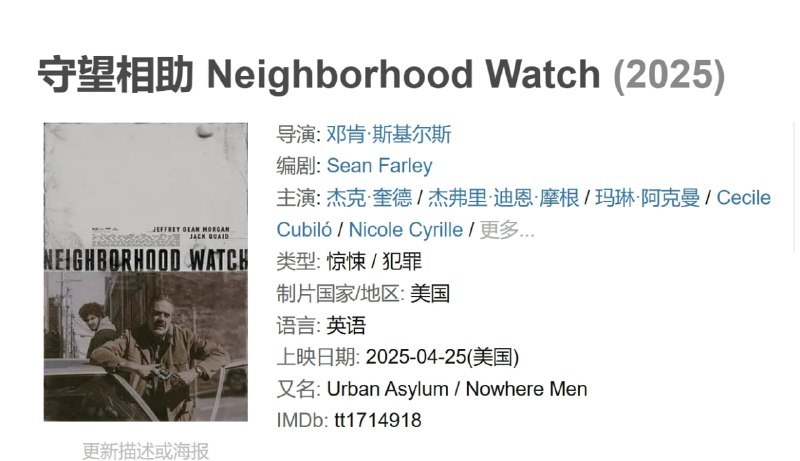 守望相助 Neighborhood Watch (2025)
JEFFREY DEAN MORGAN
JACK QUAID
NEIGHBORHOOD WATCH
导演: 邓肯·斯基尔斯
编剧: Sean Farley
主演: 杰克·奎德 / 杰弗里·迪恩·摩根 / 玛琳·阿克曼 / Cecile
Cubiló / Nicole Cyrille / 更多...
类型: 惊悚 / 犯罪
制片国家/地区: 美国
语言: 英语
上映日期: 2025-04-25(美国)
又名: Urban Asylum / Nowhere Men
IMDb: tt1714918
更新描述或海报